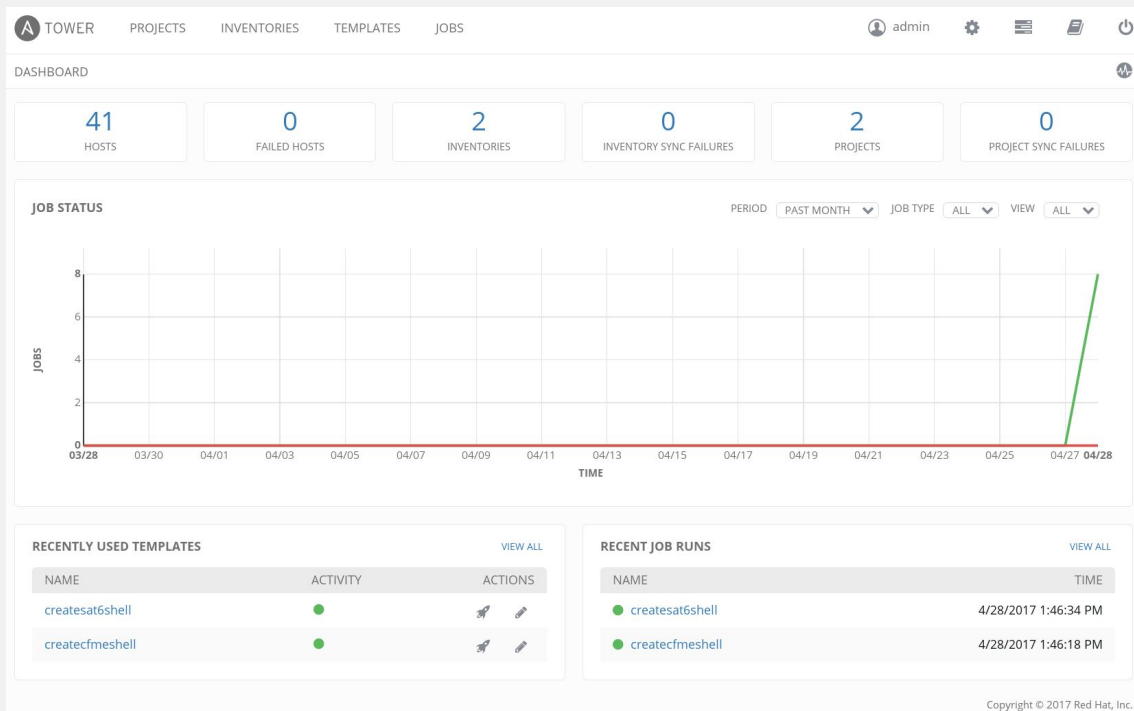 A TOWER PROJECTS INVENTORIES TEMPLATES JOBS admin
DASHBOARD
41 0 2 0 2 0
HOSTS FAILED HOSTS INVENTORIES INVENTORY SYNC FAILURES PROJECTS PROJECT SYNC FAILURES
JOB STATUS PERIOD PAST MONTH JOB TYPE ALL VIEW ALL
8
6
4
2
0
JOBS
03/28 03/30 04/01 04/03 04/05 04/07 04/09 04/11 04/13 04/15 04/17 04/19 04/21 04/23 04/25 04/27 04/28
TIME
RECENTLY USED TEMPLATES VIEW ALL
NAME ACTIVITY ACTIONS
createsat6shell
createcfmeshell
RECENT JOB RUNS VIEW ALL
NAME TIME
createsat6shell 4/28/2017 1:46:34 PM
createcfmeshell 4/28/2017 1:46:18 PM
Copyright © 2017 Red Hat, Inc.